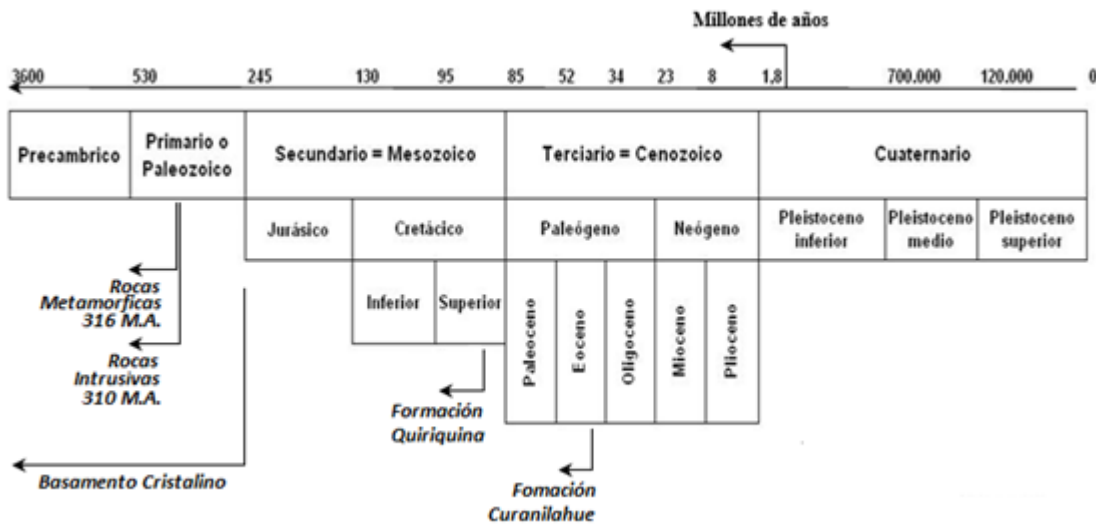 Millones de años
3600 530 245 130 95 85 52 34 23 8 1,8 700.000 120.000 0
Precambrico
Primario o
Paleozoico
Secundario = Mesozoico
Terciario = Cenozoico
Cuaternario
Jurásico
Cretácico
Paleógeno
Neógeno
Pleistoceno
inferior
Pleistoceno
medio
Pleistoceno
superior
Inferior
Superior
Paleoceno
Eoceno
Oligoceno
Mioceno
Plioceno
Rocas
Metamorficas
316 M.A.
Rocas
Intrusivas
310 M.A.
Formación
Quiriquina
Basamento Cristalino
Fomación
Curanilahue